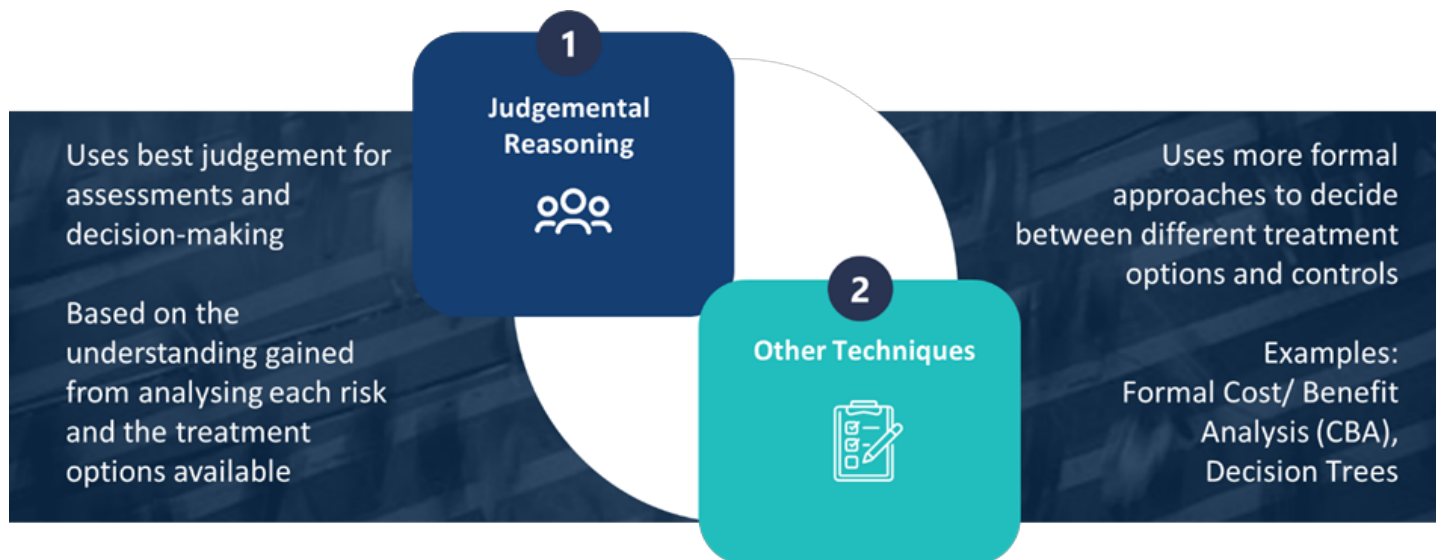 1
Judgemental
Reasoning
Uses best judgement for
assessments and
decision-making
Based on the
understanding gained
from analysing each risk
and the treatment
options available
2
Other Techniques
Uses more formal
approaches to decide
between different treatment
options and controls
Examples:
Formal Cost/ Benefit
Analysis (CBA),
Decision Trees